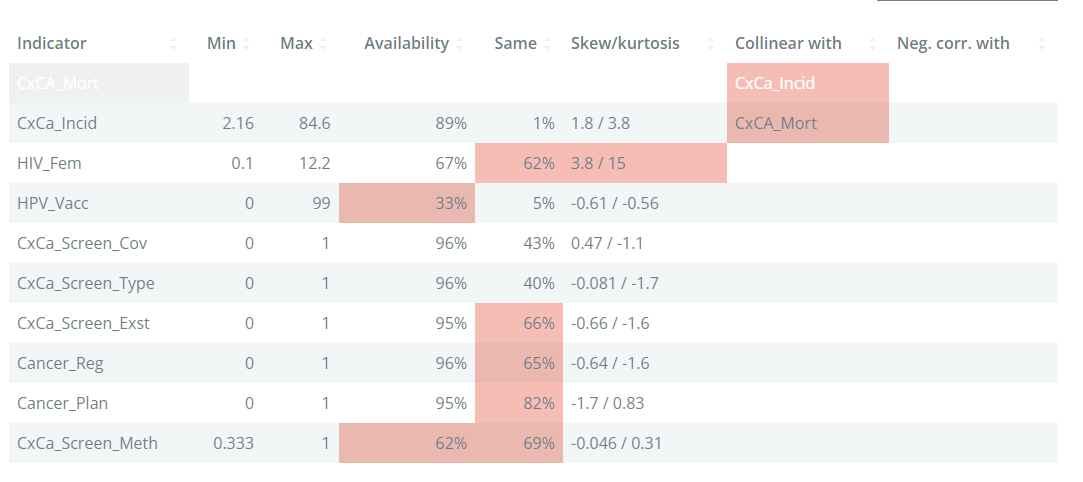 Indicator Min Max Availability Same Skew/kurtosis Collinear with Neg. corr. with
CxCA_Mort CxCa_Incid
CxCa_Incid 2.16 84.6 89% 1% 1.8 / 3.8 CxCA_Mort
HIV_Fem 0.1 12.2 67% 62% 3.8 / 15
HPV_Vacc 0 99 33% 5% -0.61 / -0.56
CxCa_Screen_Cov 0 1 96% 43% 0.47 / -1.1
CxCa_Screen_Type 0 1 96% 40% -0.081 / -1.7
CxCa_Screen_Exst 0 1 95% 66% -0.66 / -1.6
Cancer_Reg 0 1 96% 65% -0.64 / -1.6
Cancer_Plan 0 1 95% 82% -1.7 / 0.83
CxCa_Screen_Meth 0.333 1 62% 69% -0.046 / 0.31